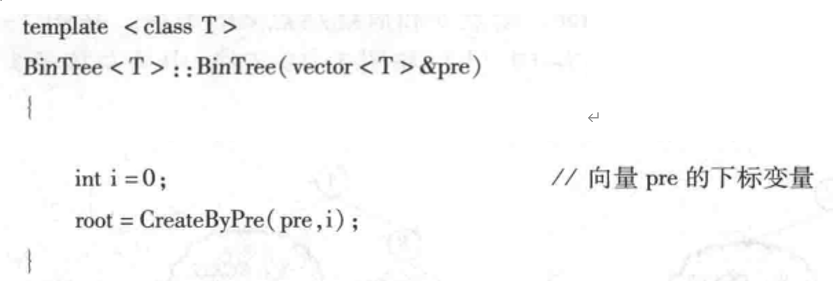 template <class T>
BinTree<T>::BinTree(vector<T>&pre)
{
int i=0; // 向量 pre 的下标变量
root = CreateByPre(pre,i);
}